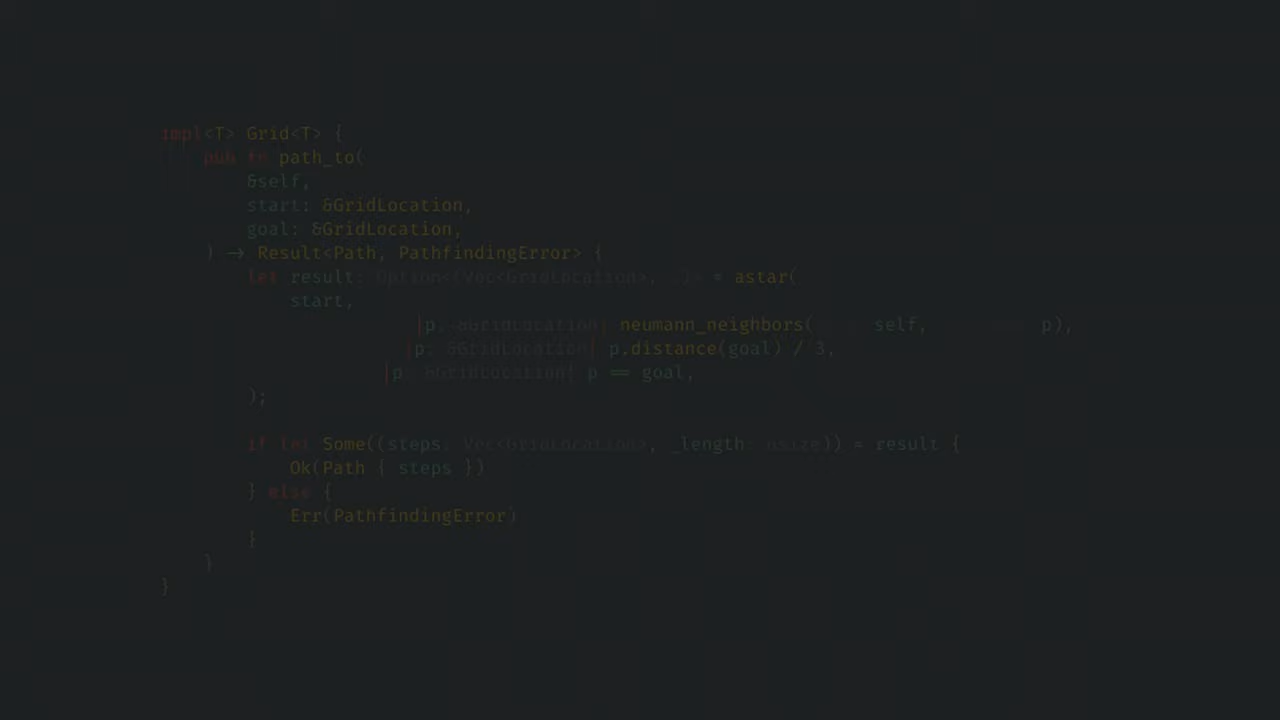 impl<T> Grid<T> {
    pub fn path_to(
        &self,
        start: &GridLocation,
        goal: &GridLocation,
    ) -> Result<Path, PathfindingError> {
        let result: Option<(Vec<GridLocation>, _)> = astar(
            start,
            |p: &GridLocation| neumann_neighbors( self, p),
            |p: &GridLocation| p.distance(goal) / 3,
            |p: &GridLocation| p == goal,
        );
        if let Some((steps: Vec<GridLocation>, _length: usize)) = result {
            Ok(Path { steps })
        } else {
            Err(PathfindingError)
        }
    }
}